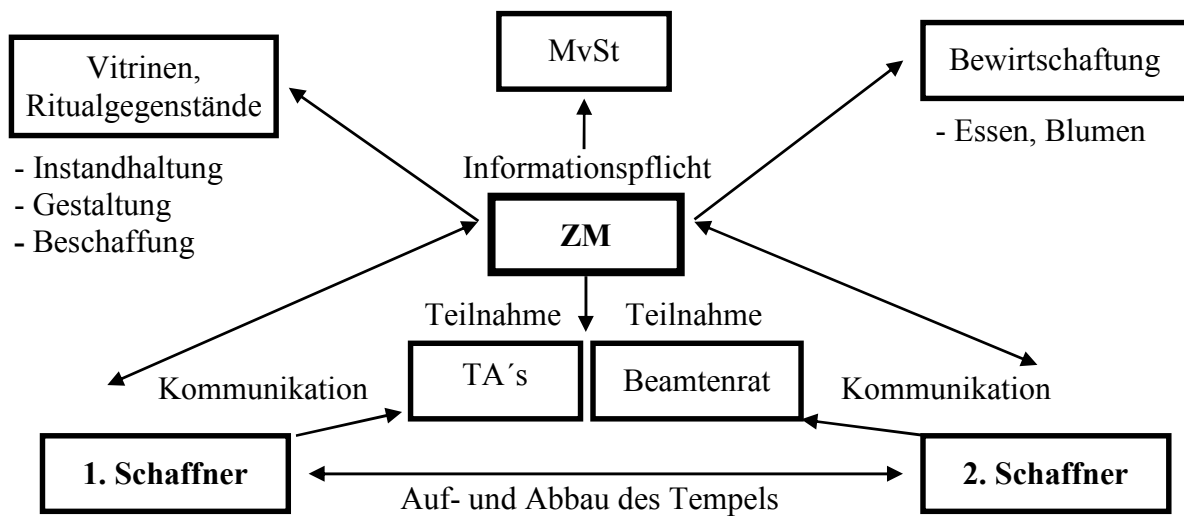 MvSt
Vitrinen,
Ritualgegenstände
Bewirtschaftung
- Essen, Blumen
- Instandhaltung
- Gestaltung
- Beschaffung
Informationspflicht
ZM
Teilnahme
Teilnahme
TA´s
Beamtenrat
Kommunikation
Kommunikation
1. Schaffner
2. Schaffner
Auf- und Abbau des Tempels